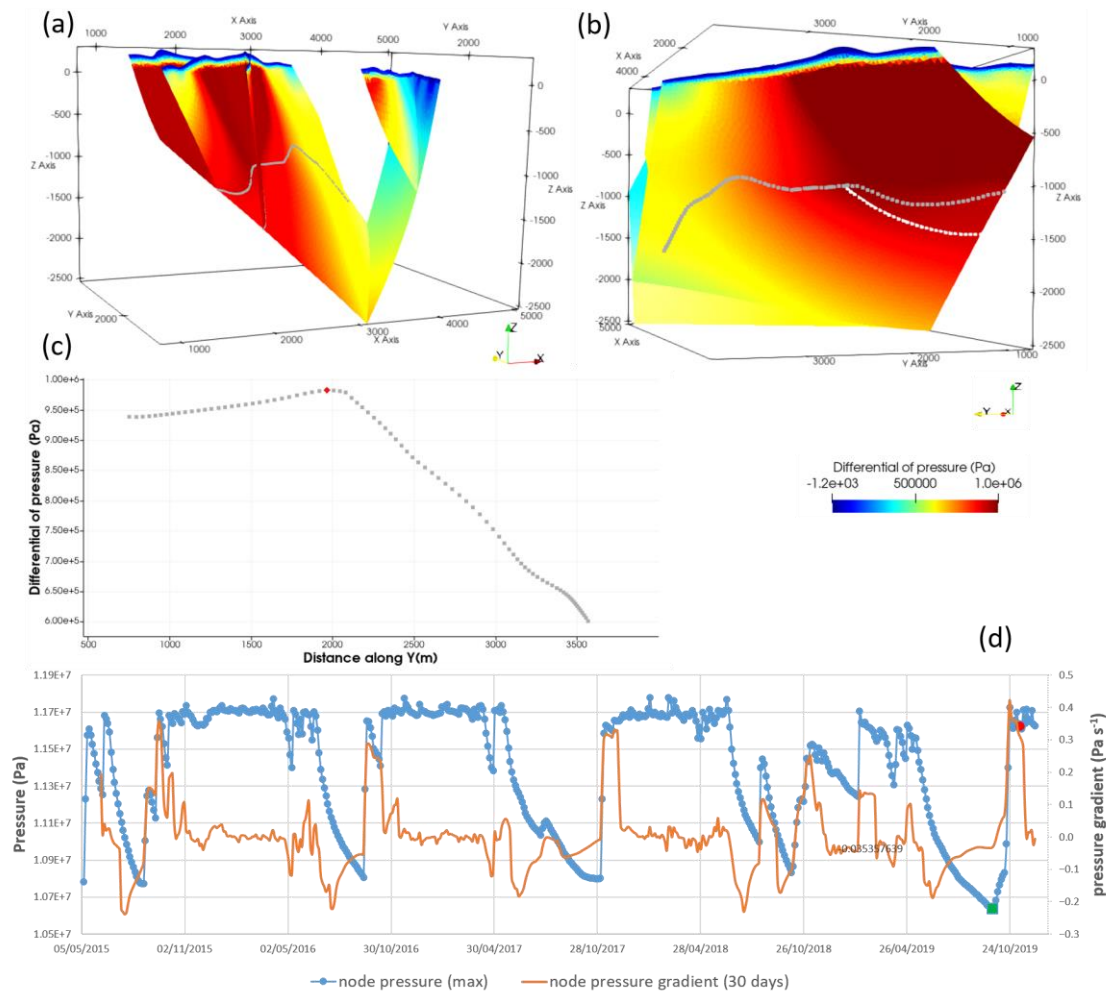 (a)
X Axis
Y Axis
1000
2000
3000
4000
5000
2000
0
-500
-1000
Z Axis
-1500
-2000
-2500
0
-500
-1000
Z Axis
-1500
-2000
-2500
Y Axis
2000
1000
2000
X Axis
3000
4000
5000
Z
Y
X
(b)
Y Axis
3000
2000
1000
X Axis
2000
4000
0
-500
-1000
Z Axis
-1500
-2000
-2500
0
-500
-1000
Z Axis
-1500
-2000
-2500
X Axis
3000
2000
1000
Y Axis
Z
Y
X
Differential of pressure (Pa)
-1.2e+03 500000 1.0e+06
(c)
Differential of pressure (Pa)
1.00e+6
9.50e+5
9.00e+5
8.50e+5
8.00e+5
7.50e+5
7.00e+5
6.50e+5
6.00e+5
500 1000 1500 2000 2500 3000 3500
Distance along Y(m)
(d)
Pressure (Pa)
1.19E+7
1.17E+7
1.15E+7
1.13E+7
1.11E+7
1.09E+7
1.07E+7
1.05E+7
pressure gradient (Pa s-1)
0.5
0.4
0.3
0.2
0.1
0.0
-0.1
-0.2
-0.3
-0.035357639
05/05/2015 02/11/2015 02/05/2016 30/10/2016 30/04/2017 28/10/2017 28/04/2018 26/10/2018 26/04/2019 24/10/2019
node pressure (max) node pressure gradient (30 days)